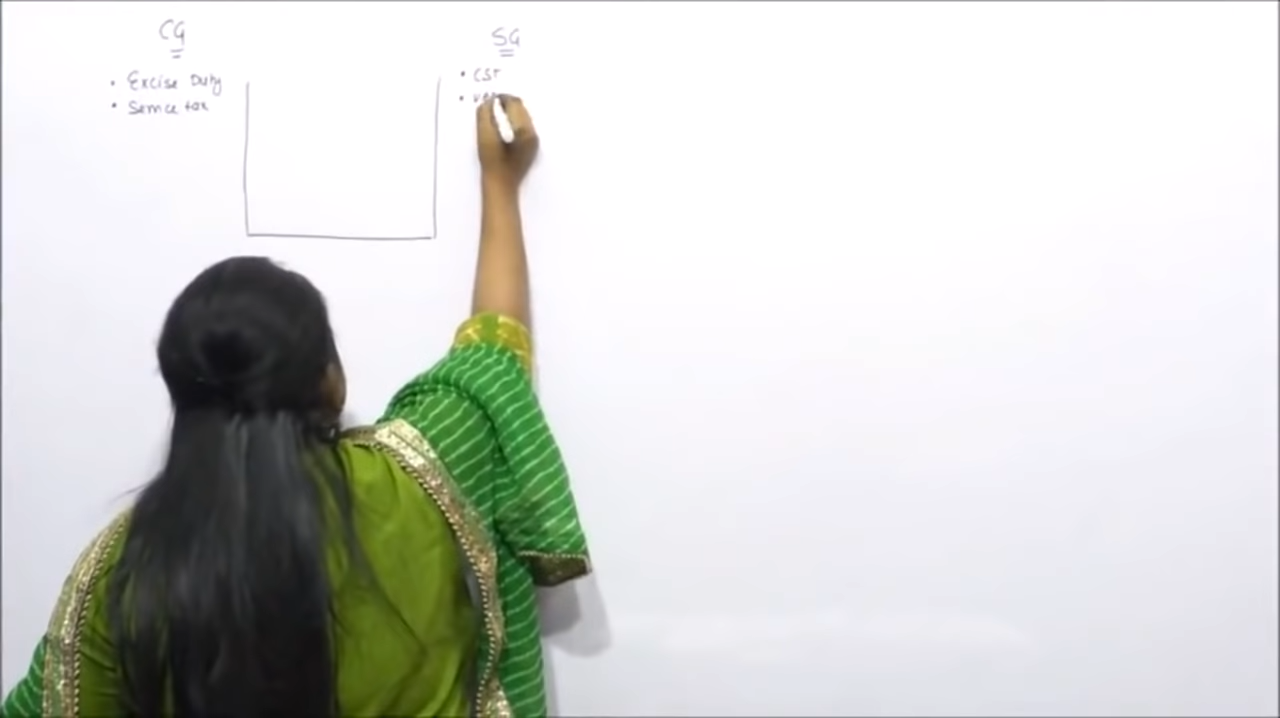 CG
• Excise Duty
• Service tax
SG
• CST